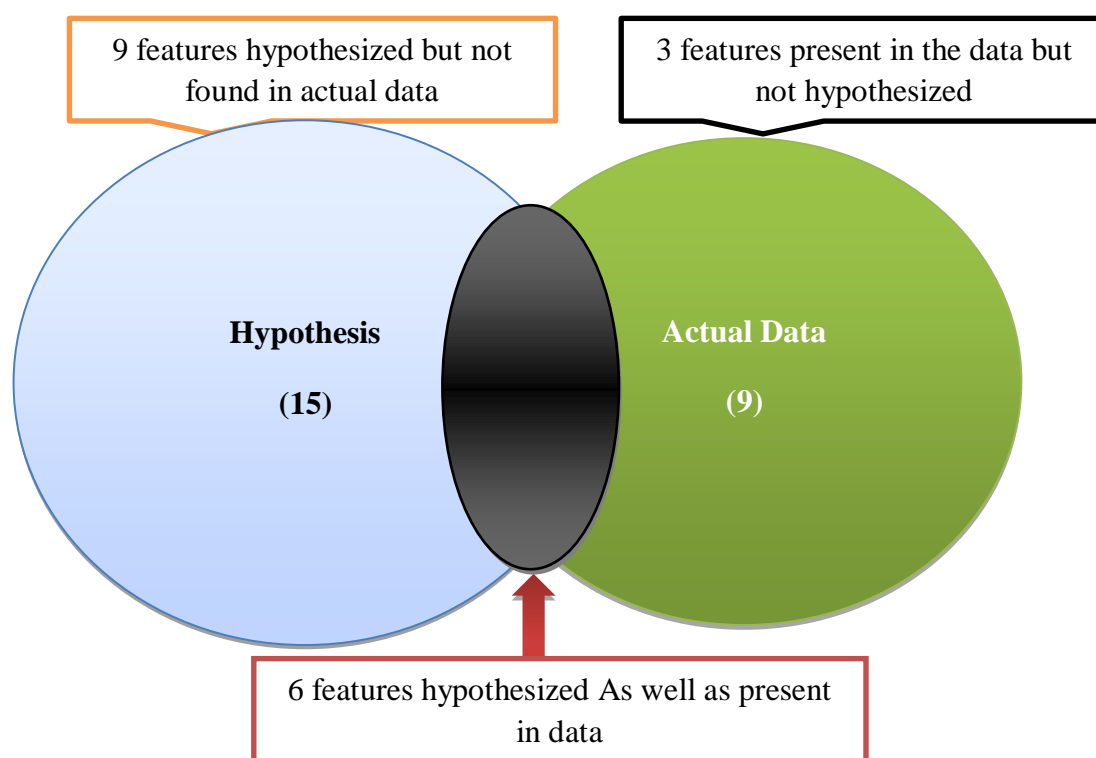 9 features hypothesized but not
found in actual data
3 features present in the data but
not hypothesized
Hypothesis
(15)
Actual Data
(9)
6 features hypothesized As well as present
in data